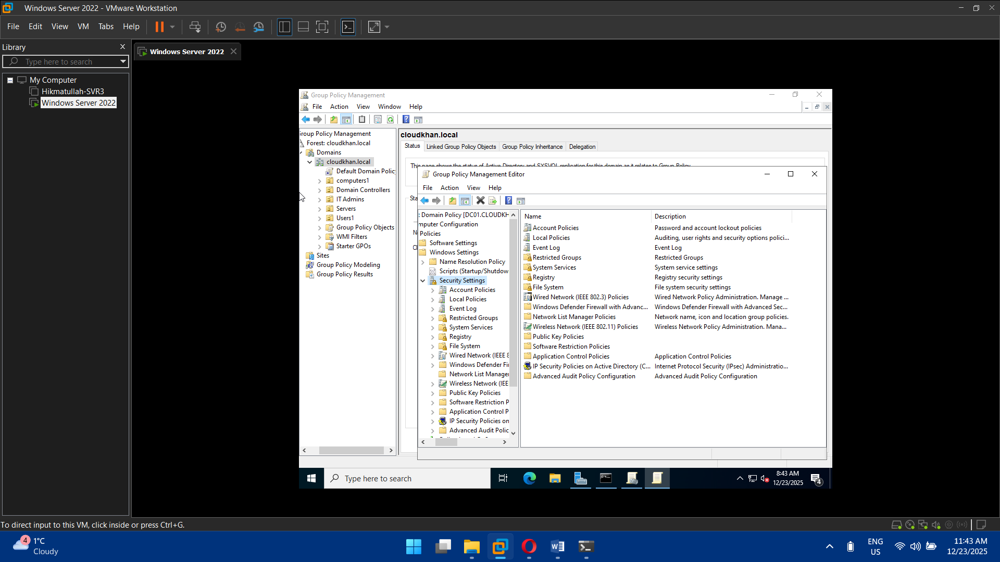 Windows Server 2022 - VMware Workstation
File Edit View VM Tabs Help
Library
Type here to search
My Computer
Hikmatullah-SVR3
Windows Server 2022
Windows Server 2022
Group Policy Management
File Action View Window Help
roup Policy Management
Forest: cloudkhan.local
Domains
cloudkhan.local
Default Domain Polic
computers1
Domain Controllers
IT Admins
Servers
Users1
Group Policy Objects
WMI Filters
Starter GPOs
Sites
Group Policy Modeling
Group Policy Results
cloudkhan.local
Status Linked Group Policy Objects Group Policy Inheritance Delegation
This page shows the status of Active Directory and SYSVOL replication for this domain as it relates to Group Policy.
Sta
Group Policy Management Editor
File Action View Help
t Domain Policy [DC01.CLOUDKH
mputer Configuration
Policies
Software Settings
Windows Settings
Name Resolution Policy
Scripts (Startup/Shutdow
Security Settings
Account Policies
Local Policies
Event Log
Restricted Groups
System Services
Registry
File System
Wired Network (IEEE 8
Windows Defender Fi
Network List Manage
Wireless Network (IEE
Public Key Policies
Software Restriction P
Application Control P
IP Security Policies on
Advanced Audit Polic
Name Description
Account Policies Password and account lockout policies
Local Policies Auditing, user rights and security options polici...
Event Log Event Log
Restricted Groups Restricted Groups
System Services System service settings
Registry Registry security settings
File System File system security settings
Wired Network (IEEE 802.3) Policies Wired Network Policy Administration. Manage ...
Windows Defender Firewall with Advanc... Windows Defender Firewall with Advanced Sec...
Network List Manager Policies Network name, icon and location group policies.
Wireless Network (IEEE 802.11) Policies Wireless Network Policy Administration. Mana...
Public Key Policies
Software Restriction Policies
Application Control Policies Application Control Policies
IP Security Policies on Active Directory (C... Internet Protocol Security (IPsec) Administratio...
Advanced Audit Policy Configuration Advanced Audit Policy Configuration
Type here to search
8:43 AM
12/23/2025
4
To direct input to this VM, click inside or press Ctrl+G.
4
1°C
Cloudy
ENG
US
11:43 AM
12/23/2025